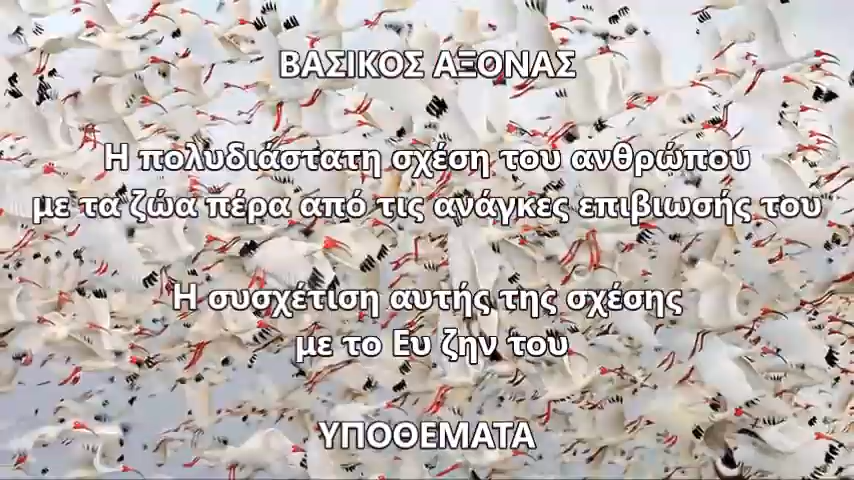 ΒΑΣΙΚΟΣ ΑΞΟΝΑΣ
Η πολυδιάστατη σχέση του ανθρώπου
με τα ζώα πέρα από τις ανάγκες επιβιωσής του
Η συσχέτιση αυτής της σχέσης
με το Ευ ζην του
ΥΠΟΘΕΜΑΤΑ